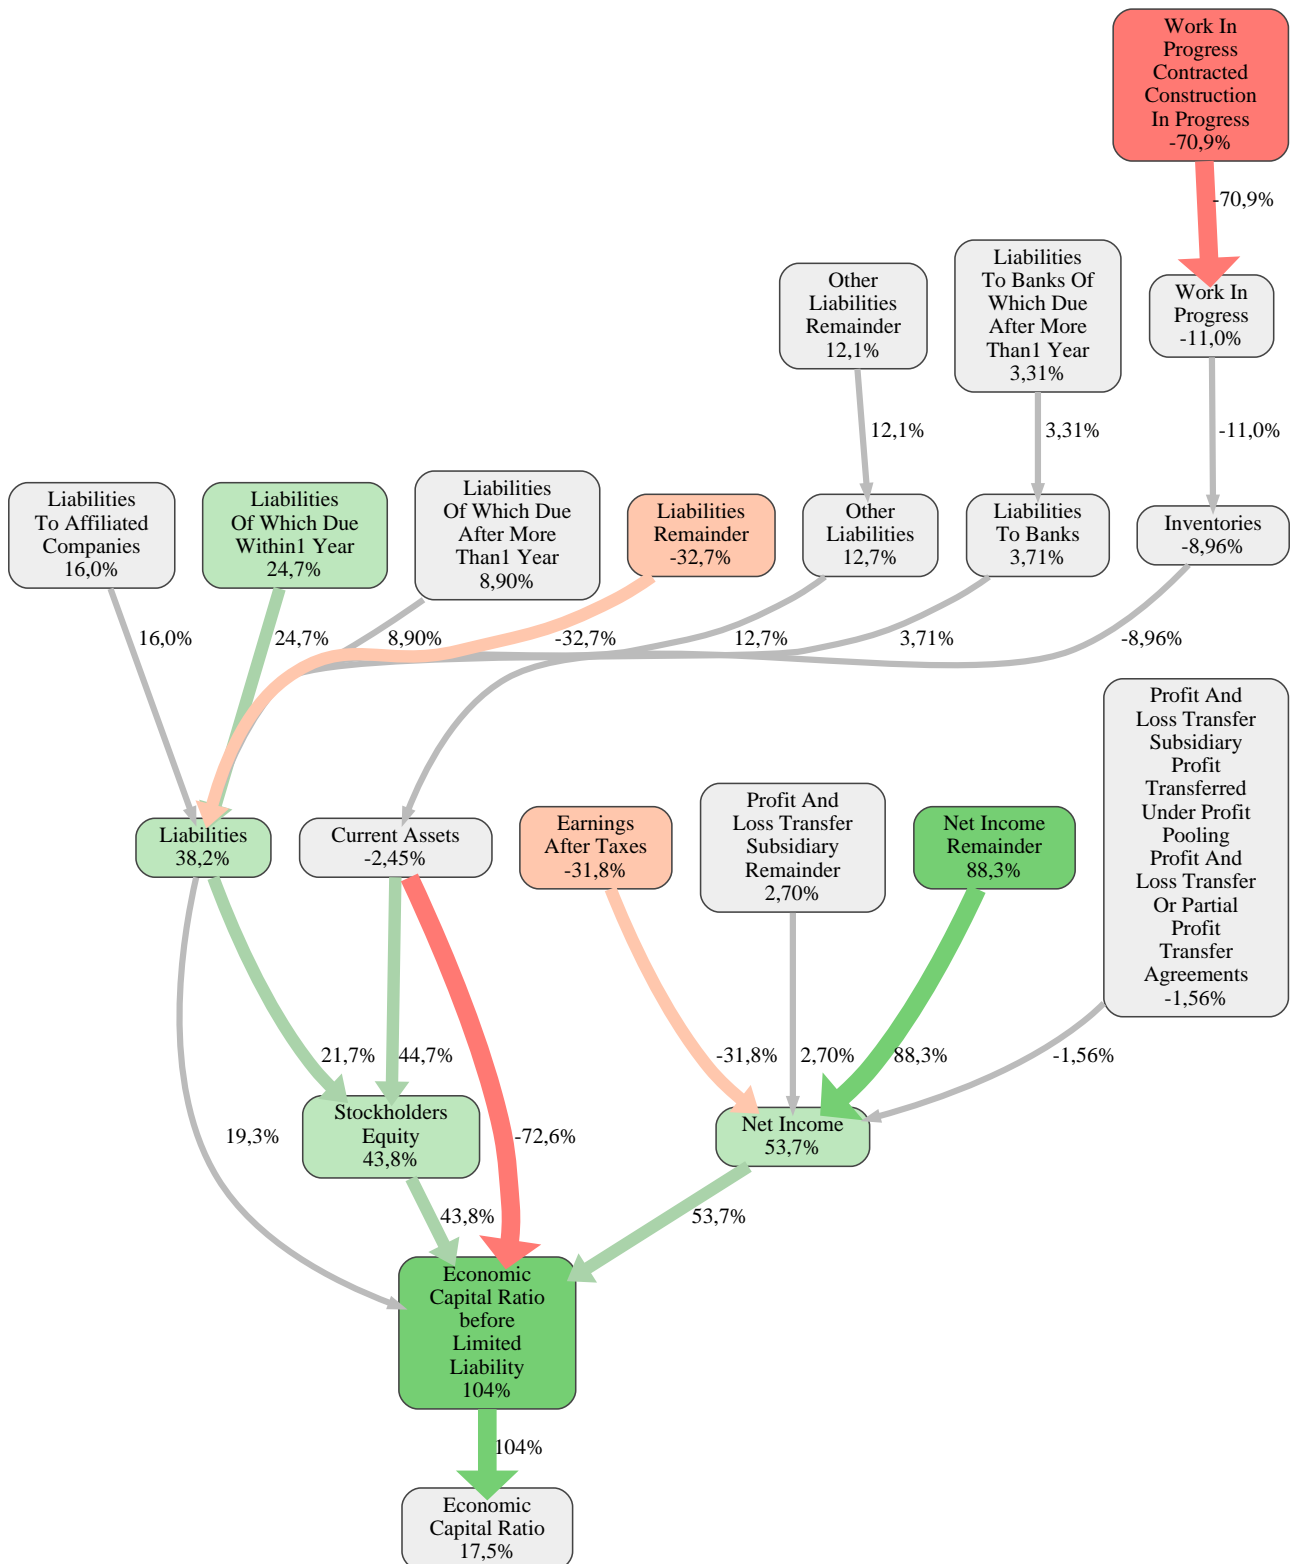 Work In
Progress
Contracted
Construction
In Progress
-70,9%
-70,9%
Other
Liabilities
Remainder
12,1%
Liabilities
To Banks Of
Which Due
After More
Than1 Year
3,31%
Work In
Progress
-11,0%
12,1%
3,31%
-11,0%
Liabilities
To Affiliated
Companies
16,0%
Liabilities
Of Which Due
Within1 Year
24,7%
Liabilities
Of Which Due
After More
Than1 Year
8,90%
Liabilities
Remainder
-32,7%
Other
Liabilities
12,7%
Liabilities
To Banks
3,71%
Inventories
-8,96%
16,0%
24,7%
8,90%
-32,7%
12,7%
3,71%
-8,96%
Liabilities
38,2%
Current Assets
-2,45%
Earnings
After Taxes
-31,8%
Profit And
Loss Transfer
Subsidiary
Remainder
2,70%
Net Income
Remainder
88,3%
Profit And
Loss Transfer
Subsidiary
Profit
Transferred
Under Profit
Pooling
Profit And
Loss Transfer
Or Partial
Profit
Transfer
Agreements
-1,56%
21,7%
44,7%
-31,8%
2,70%
88,3%
-1,56%
Stockholders
Equity
43,8%
Net Income
53,7%
19,3%
-72,6%
43,8%
53,7%
Economic
Capital Ratio
before
Limited
Liability
104%
104%
Economic
Capital Ratio
17,5%